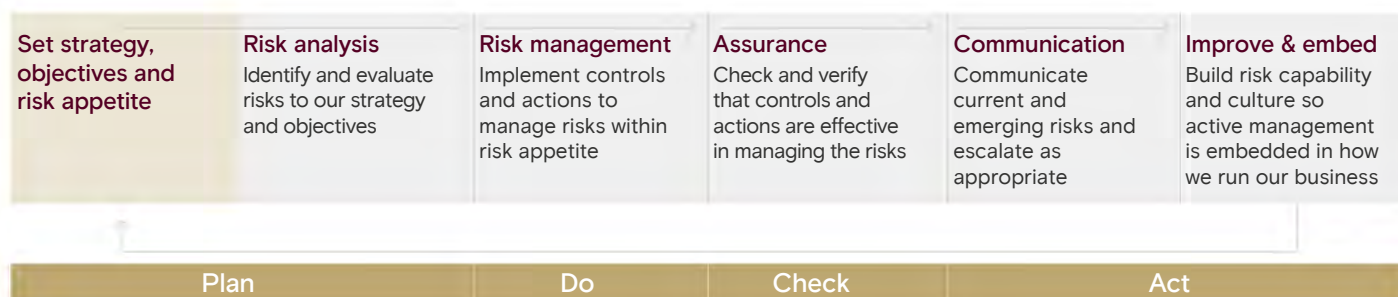 Set strategy,
objectives and
risk appetite
Risk analysis
Identify and evaluate
risks to our strategy
and objectives
Risk management
Implement controls
and actions to
manage risks within
risk appetite
Assurance
Check and verify
that controls and
actions are effective
in managing the risks
Communication
Communicate
current and
emerging risks and
escalate as
appropriate
Improve & embed
Build risk capability
and culture so
active management
is embedded in how
we run our business
Plan
Do
Check
Act